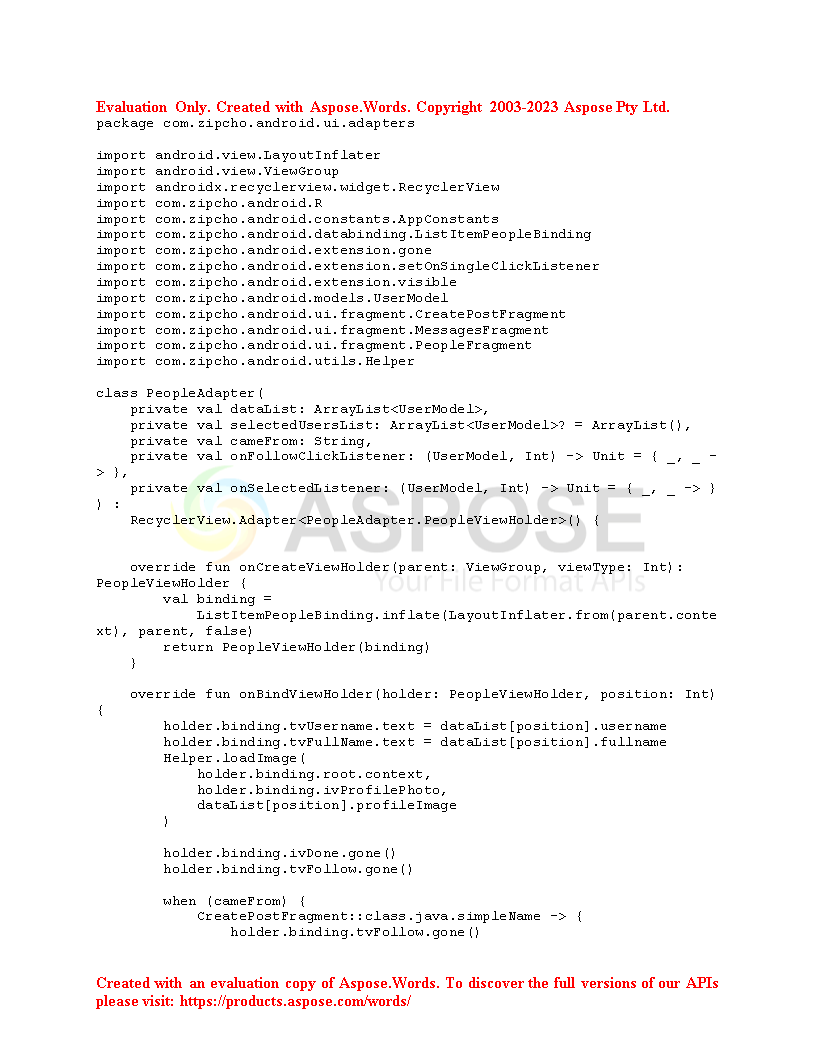 Evaluation Only. Created with Aspose.Words. Copyright 2003-2023 Aspose Pty Ltd.
package com.zipcho.android.ui.adapters

import android.view.LayoutInflater
import android.view.ViewGroup
import androidx.recyclerview.widget.RecyclerView
import com.zipcho.android.R
import com.zipcho.android.constants.AppConstants
import com.zipcho.android.databinding.ListItemPeopleBinding
import com.zipcho.android.extension.gone
import com.zipcho.android.extension.setOnSingleClickListener
import com.zipcho.android.extension.visible
import com.zipcho.android.models.UserModel
import com.zipcho.android.ui.fragment.CreatePostFragment
import com.zipcho.android.ui.fragment.MessagesFragment
import com.zipcho.android.ui.fragment.PeopleFragment
import com.zipcho.android.utils.Helper

class PeopleAdapter(
    private val dataList: ArrayList<UserModel>,
    private val selectedUsersList: ArrayList<UserModel>? = ArrayList(),
    private val cameFrom: String,
    private val onFollowClickListener: (UserModel, Int) -> Unit = { _, _ -
> },
    private val onSelectedListener: (UserModel, Int) -> Unit = { _, _ -> }
) :
    RecyclerView.Adapter<PeopleAdapter.PeopleViewHolder>() {
ASPOSE
    override fun onCreateViewHolder(parent: ViewGroup, viewType: Int):
PeopleViewHolder {
Your File Format APIs
        val binding =
            ListItemPeopleBinding.inflate(LayoutInflater.from(parent.conte
xt), parent, false)
        return PeopleViewHolder(binding)
    }

    override fun onBindViewHolder(holder: PeopleViewHolder, position: Int)
{
        holder.binding.tvUsername.text = dataList[position].username
        holder.binding.tvFullName.text = dataList[position].fullname
        Helper.loadImage(
            holder.binding.root.context,
            holder.binding.ivProfilePhoto,
            dataList[position].profileImage
        )

        holder.binding.ivDone.gone()
        holder.binding.tvFollow.gone()

        when (cameFrom) {
            CreatePostFragment::class.java.simpleName -> {
                holder.binding.tvFollow.gone()

Created with an evaluation copy of Aspose.Words. To discover the full versions of our APIs
please visit: https://products.aspose.com/words/